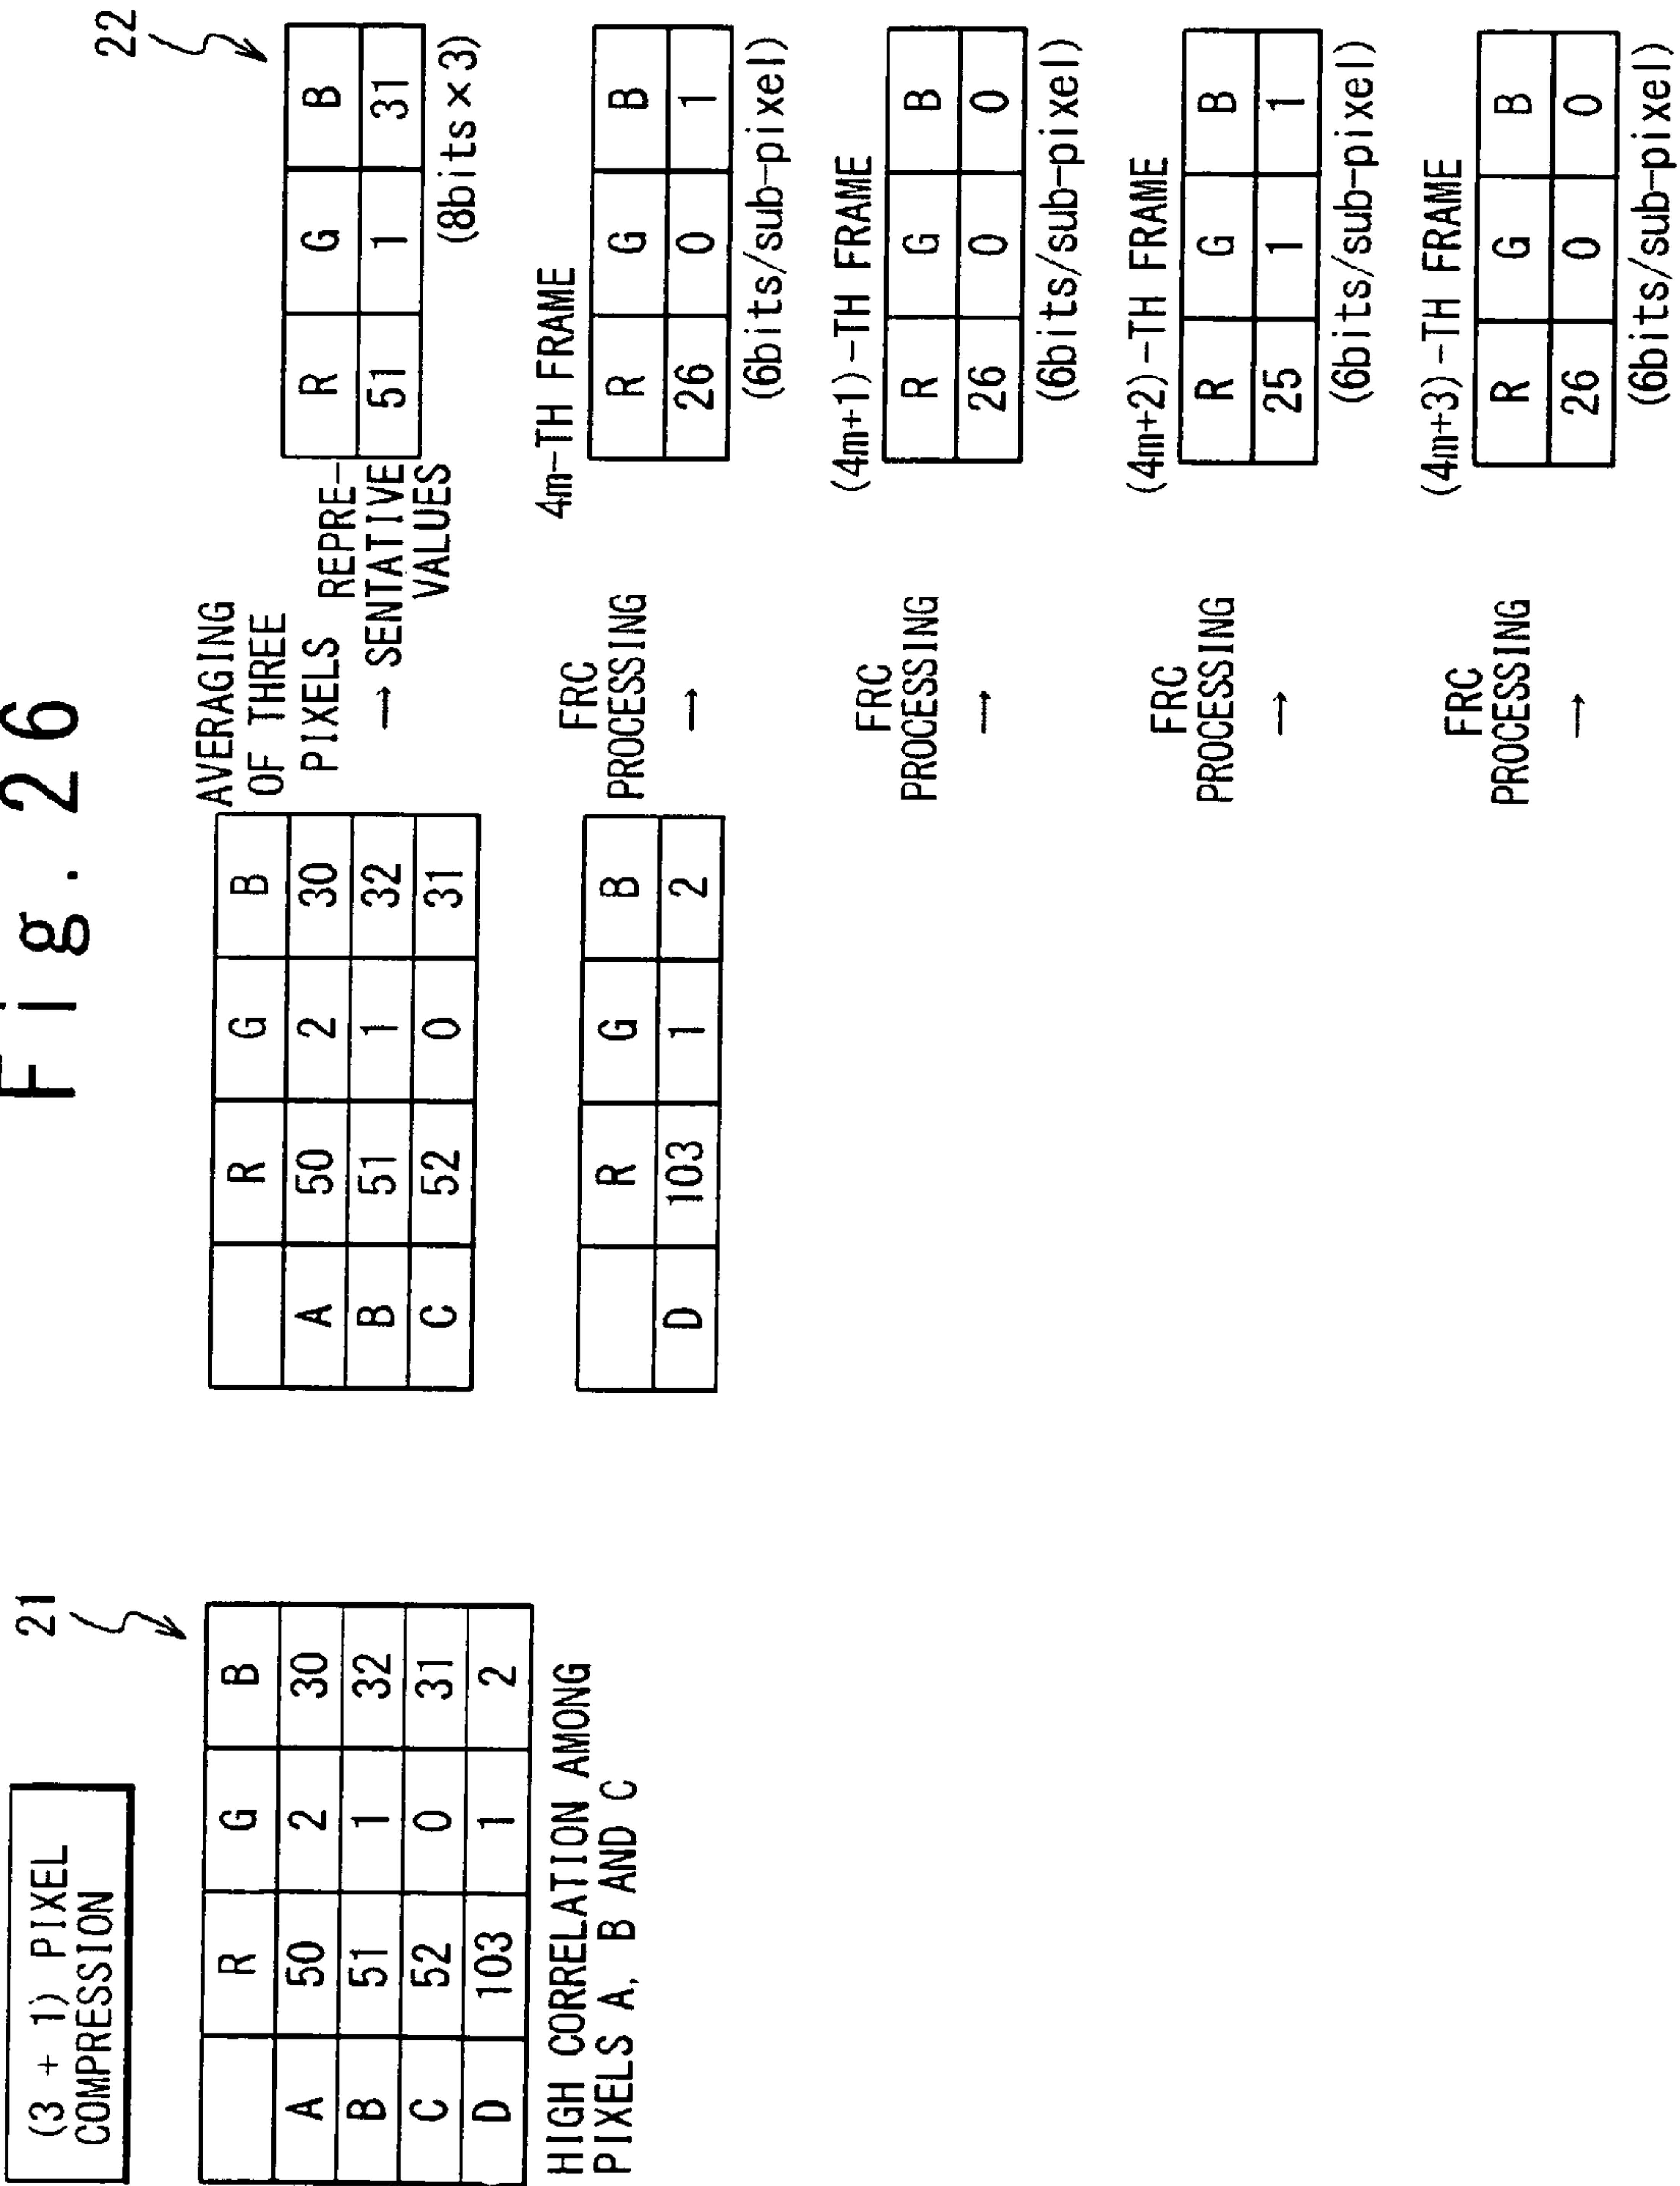 Fig. 26
(3 + 1) PIXEL
COMPRESSION
21
R G B
A 50 2 30
B 51 1 32
C 52 0 31
D 103 1 2
HIGH CORRELATION AMONG
PIXELS A, B AND C
R G B
A 50 2 30
B 51 1 32
C 52 0 31
AVERAGING
OF THREE
PIXELS
→
REPRE-
SENTATIVE
VALUES
22
R G B
51 1 31
(8bits×3)
R G B
D 103 1 2
FRC
PROCESSING
→
4m-TH FRAME
R G B
26 0 1
(6bits/sub-pixel)
FRC
PROCESSING
→
(4m+1)-TH FRAME
R G B
26 0 0
(6bits/sub-pixel)
FRC
PROCESSING
→
(4m+2)-TH FRAME
R G B
25 1 1
(6bits/sub-pixel)
FRC
PROCESSING
→
(4m+3)-TH FRAME
R G B
26 0 0
(6bits/sub-pixel)